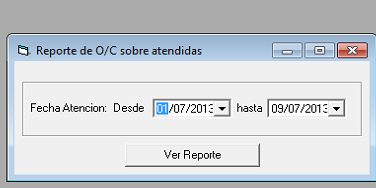 Reporte de O/C sobre atendidas
Fecha Atencion: Desde 01/07/2013 hasta 09/07/2013
Ver Reporte